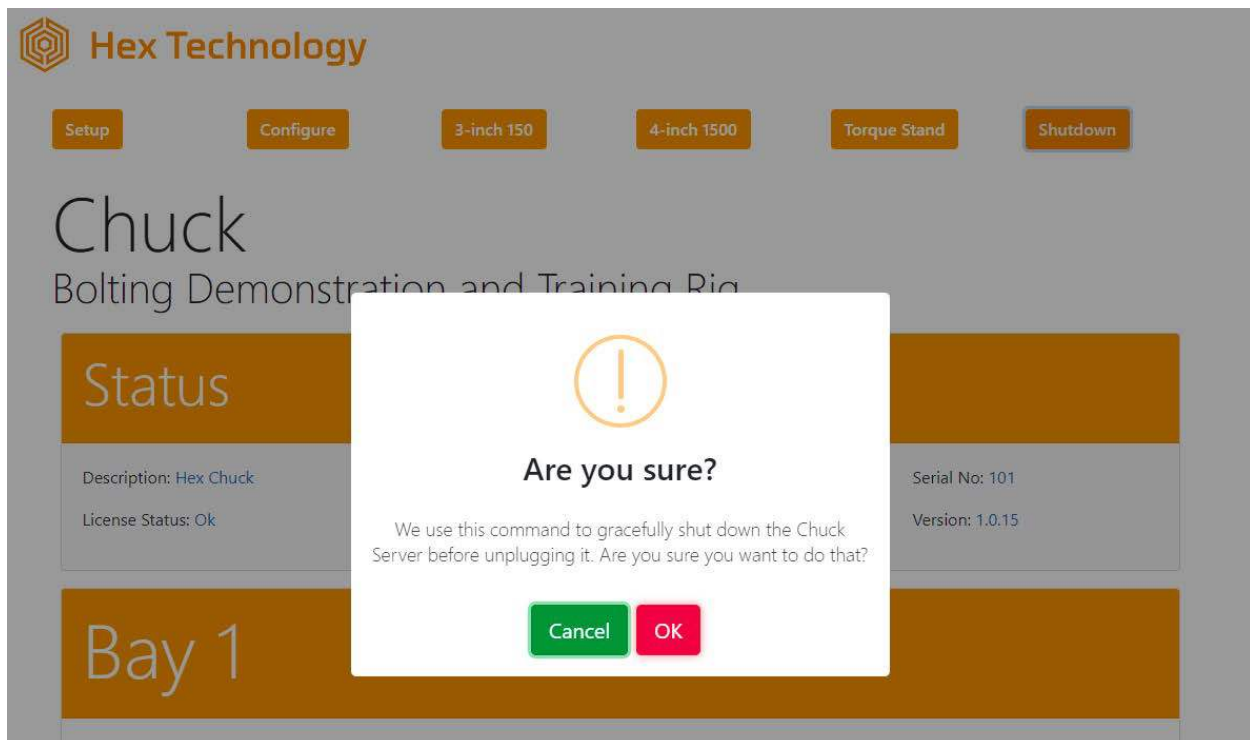 Hex Technology
Setup
Configure
3-inch 150
4-inch 1500
Torque Stand
Shutdown
Chuck
Bolting Demonstration and Training Rig
Status
Description: Hex Chuck
Serial No: 101
License Status: Ok
Version: 1.0.15
Are you sure?
We use this command to gracefully shut down the Chuck
Server before unplugging it. Are you sure you want to do that?
Cancel
OK
Bay 1